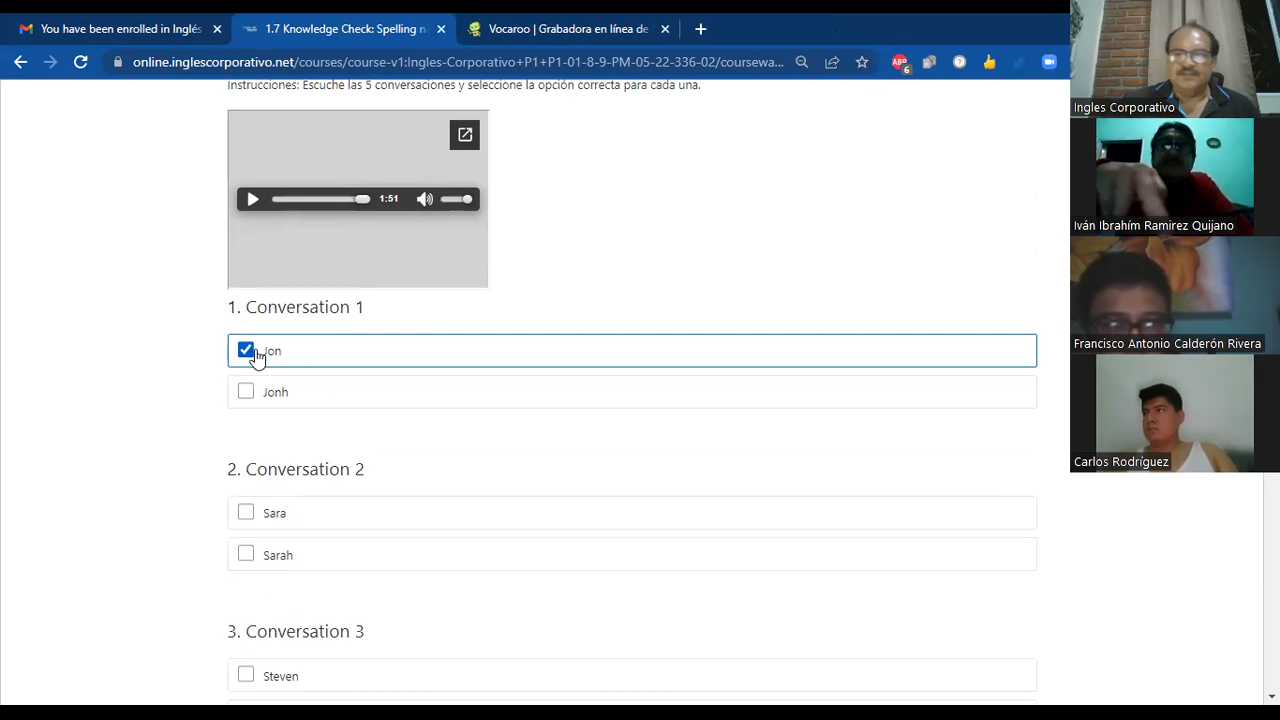 You have been enrolled in Inglés
1.7 Knowledge Check: Spelling
Vocaroo | Grabadora en línea de
online.inglescorporativo.net/courses/course-v1:Ingles-Corporativo+P1+P1-01-8-9-PM-05-22-336-02/coursewa...
ABP
6
Instrucciones: Escuche las 5 conversaciones y seleccione la opción correcta para cada una.
1:51
1. Conversation 1
Jon
Jonh
2. Conversation 2
Sara
Sarah
3. Conversation 3
Steven
Ingles Corporativo
Iván Ibrahím Ramirez Quijano
Francisco Antonio Calderón Rivera
Carlos Rodríguez